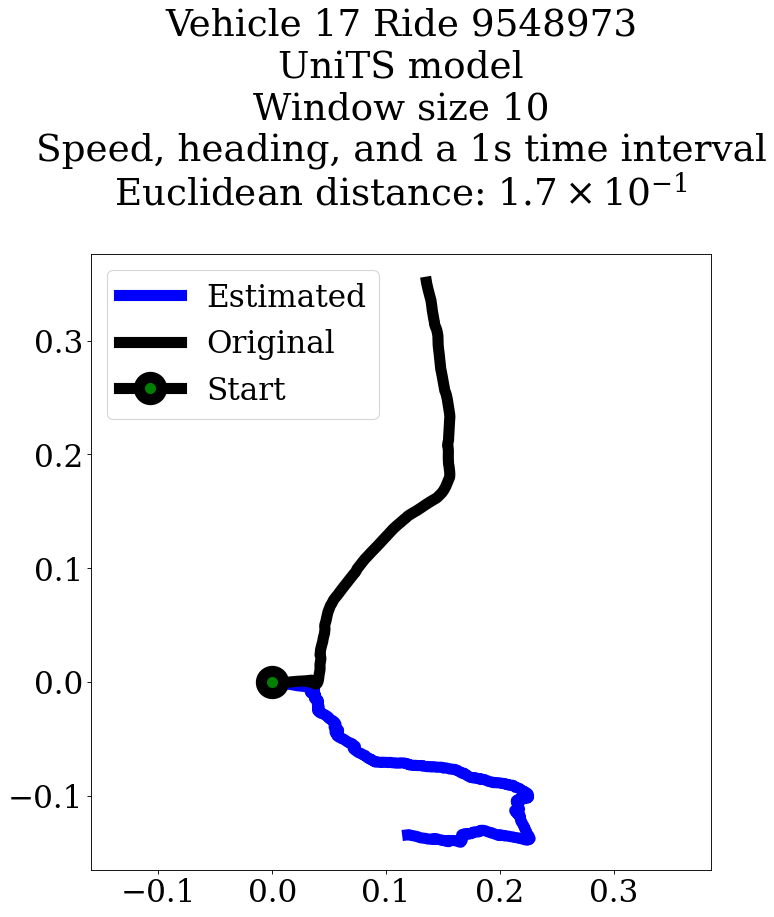 Vehicle 17 Ride 9548973
UniTS model
Window size 10
Speed, heading, and a 1s time interval
Euclidean distance: 1.7 × 10⁻¹
Estimated
Original
Start
0.3
0.2
0.1
0.0
−0.1
−0.1 0.0 0.1 0.2 0.3